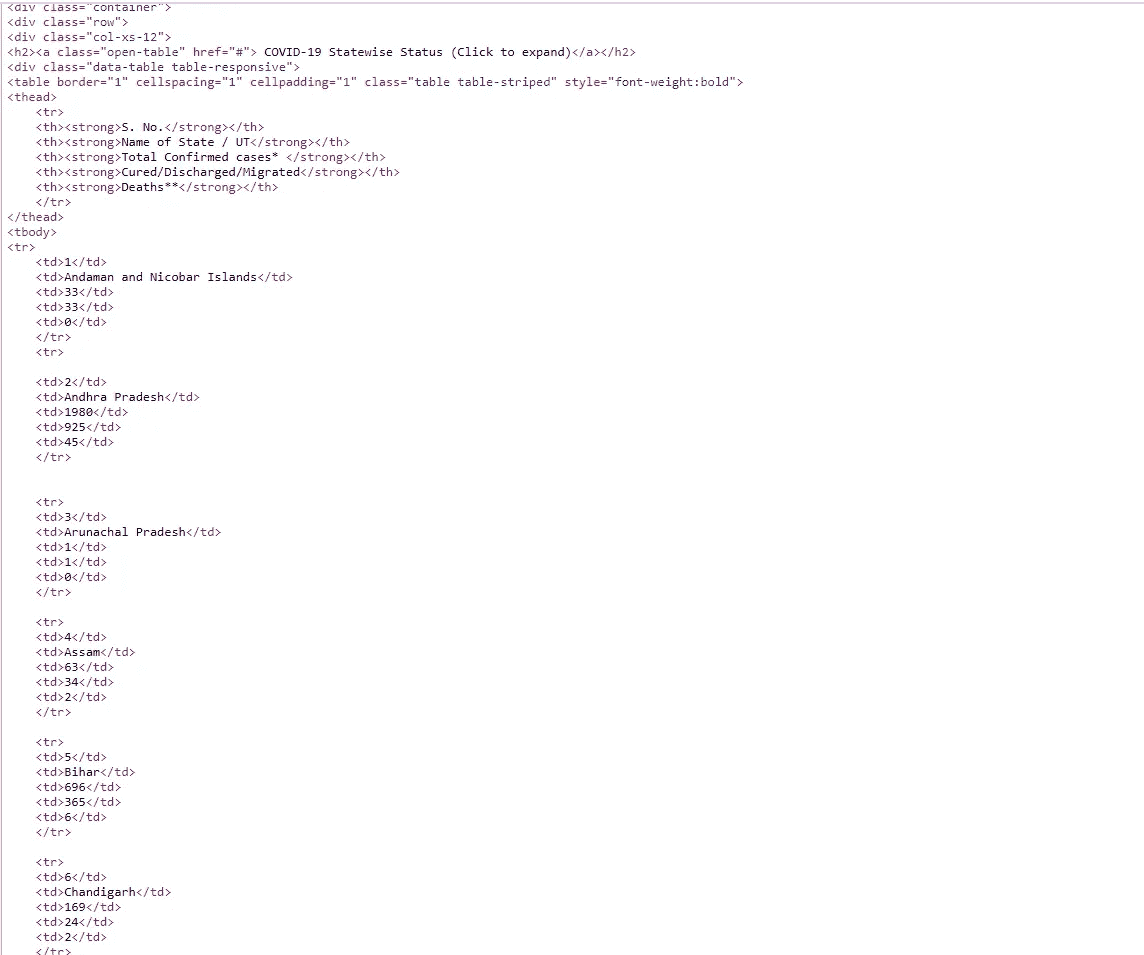 <div class="container">
<div class="row">
<div class="col-xs-12">
<h2><a class="open-table" href="#"> COVID-19 Statewise Status (Click to expand)</a></h2>
<div class="data-table table-responsive">
<table border="1" cellspacing="1" cellpadding="1" class="table table-striped" style="font-weight:bold">
<thead>
<tr>
<th><strong>S. No.</strong></th>
<th><strong>Name of State / UT</strong></th>
<th><strong>Total Confirmed cases* </strong></th>
<th><strong>Cured/Discharged/Migrated</strong></th>
<th><strong>Deaths**</strong></th>
</tr>
</thead>
<tbody>
<tr>
<td>1</td>
<td>Andaman and Nicobar Islands</td>
<td>33</td>
<td>33</td>
<td>0</td>
</tr>
<tr>
<td>2</td>
<td>Andhra Pradesh</td>
<td>1980</td>
<td>925</td>
<td>45</td>
</tr>
<tr>
<td>3</td>
<td>Arunachal Pradesh</td>
<td>1</td>
<td>1</td>
<td>0</td>
</tr>
<tr>
<td>4</td>
<td>Assam</td>
<td>63</td>
<td>34</td>
<td>2</td>
</tr>
<tr>
<td>5</td>
<td>Bihar</td>
<td>696</td>
<td>365</td>
<td>6</td>
</tr>
<tr>
<td>6</td>
<td>Chandigarh</td>
<td>169</td>
<td>24</td>
<td>2</td>
</tr>